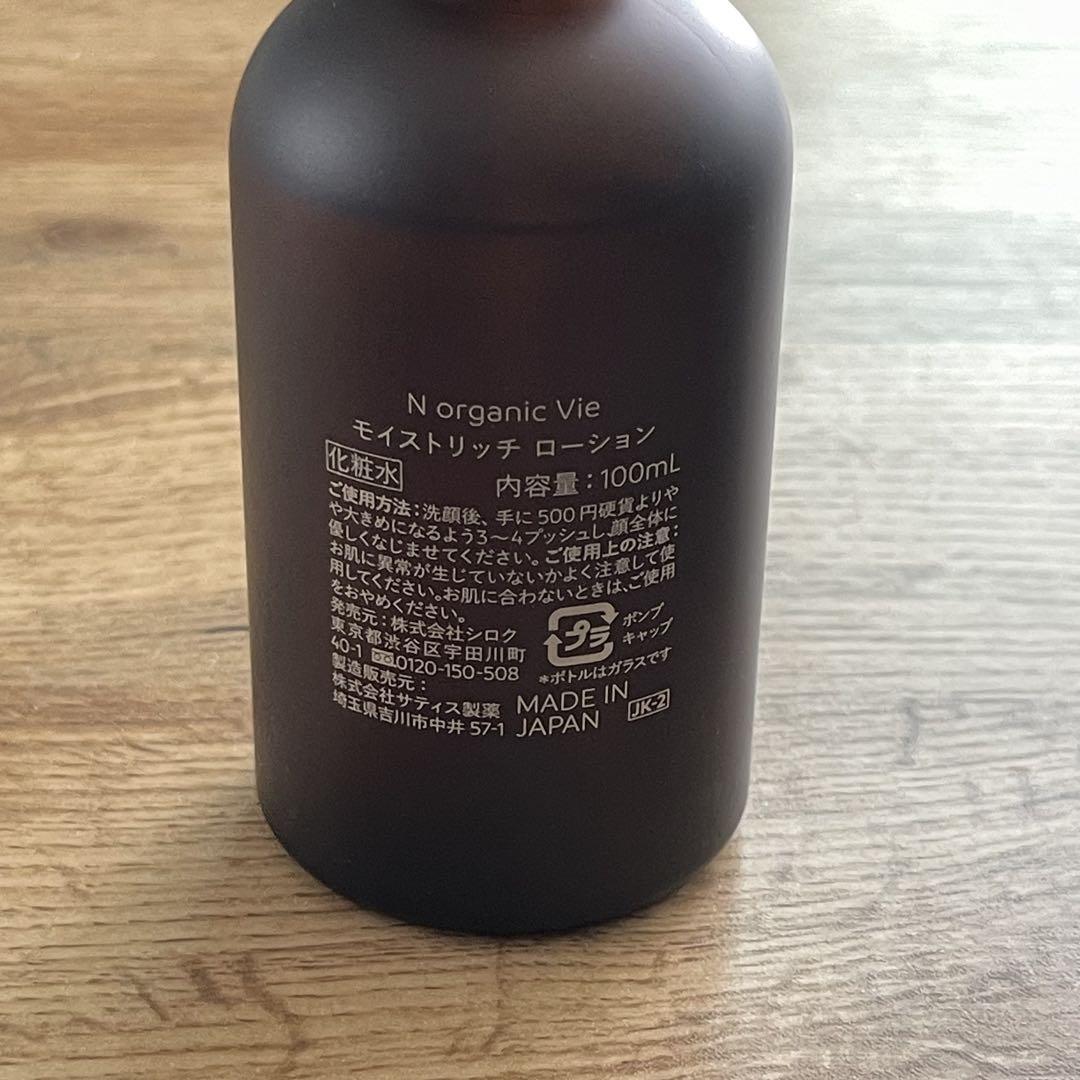 N organic Vie
モイストリッチ ローション
化粧水 内容量：100mL
ご使用方法：洗顔後、手に500円硬貨よりや
や大きめになるよう3〜4プッシュし、顔全体に
優しくなじませてください。ご使用上の注意：
お肌に異常が生じていないかよく注意して使
用してください。お肌に合わないときは、ご使用
をおやめください。
発売元：株式会社シロク
東京都渋谷区宇田川町
40-1 0120-150-508
製造販売元：
株式会社サティス製薬
埼玉県吉川市中井57-1
プラ
ポンプ
キャップ
*ボトルはガラスです
MADE IN
JAPAN
JK-2